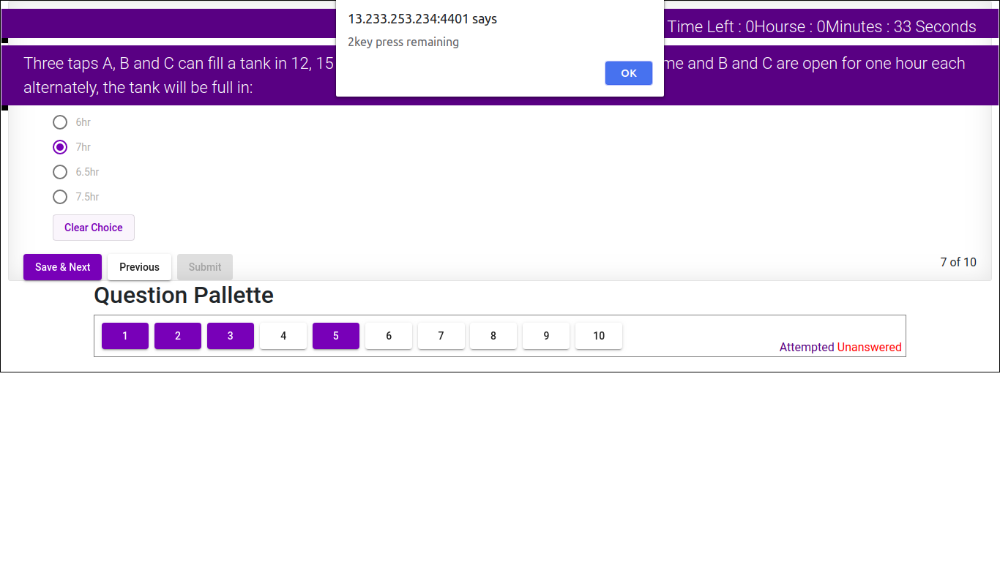 13.233.253.234:4401 says
2key press remaining
OK
Time Left : 0Hourse : 0Minutes : 33 Seconds
Three taps A, B and C can fill a tank in 12, 15 me and B and C are open for one hour each
alternately, the tank will be full in:
6hr
7hr
6.5hr
7.5hr
Clear Choice
Save & Next Previous Submit 7 of 10
Question Pallette
1 2 3 4 5 6 7 8 9 10
Attempted Unanswered